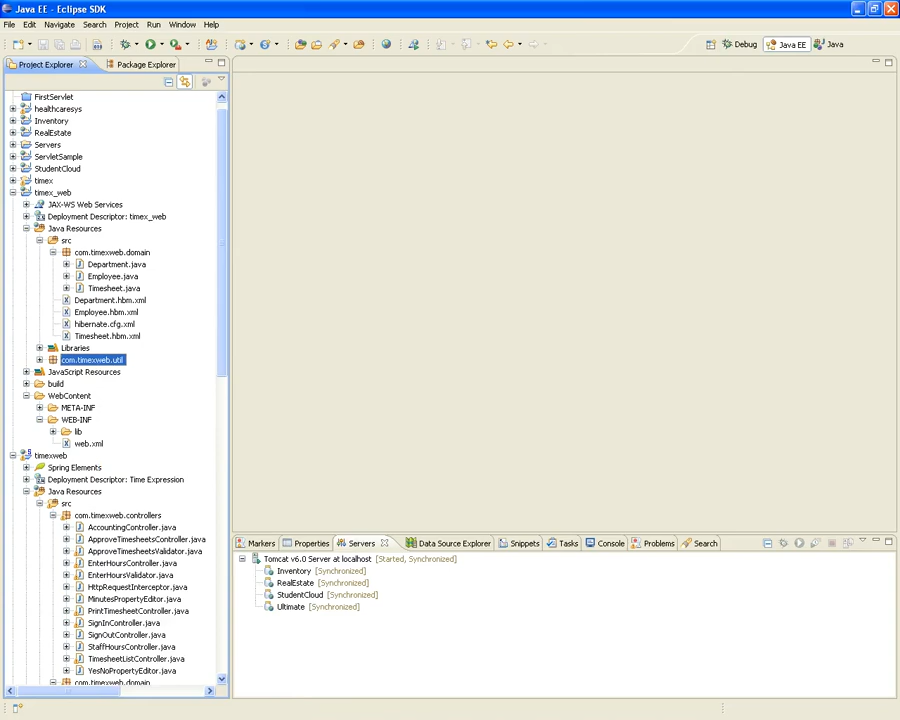 Java EE - Eclipse SDK
File Edit Navigate Search Project Run Window Help
Debug Java EE Java
Project Explorer Package Explorer
FirstServlet
healthcaresys
Inventory
RealEstate
Servers
ServletSample
StudentCloud
timex
timex_web
JAX-WS Web Services
Deployment Descriptor: timex_web
Java Resources
src
com.timexweb.domain
Department.java
Employee.java
Timesheet.java
Department.hbm.xml
Employee.hbm.xml
hibernate.cfg.xml
Timesheet.hbm.xml
Libraries
com.timexweb.util
JavaScript Resources
build
WebContent
META-INF
WEB-INF
lib
web.xml
timexweb
Spring Elements
Deployment Descriptor: Time Expression
Java Resources
src
com.timexweb.controllers
AccountingController.java
ApproveTimesheetsController.java
ApproveTimesheetsValidator.java
EnterHoursController.java
EnterHoursValidator.java
HttpRequestInterceptor.java
MinutesPropertyEditor.java
PrintTimesheetController.java
SignInController.java
SignOutController.java
StaffHoursController.java
TimesheetListController.java
YesNoPropertyEditor.java
com.timexweb.domain
Markers Properties Servers Data Source Explorer Snippets Tasks Console Problems Search
Tomcat v6.0 Server at localhost [Started, Synchronized]
Inventory [Synchronized]
RealEstate [Synchronized]
StudentCloud [Synchronized]
Ultimate [Synchronized]